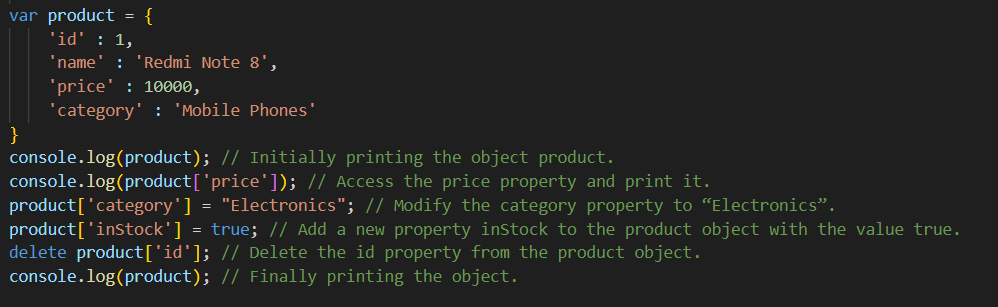 var product = {
    'id' : 1,
    'name' : 'Redmi Note 8',
    'price' : 10000,
    'category' : 'Mobile Phones'
}
console.log(product); // Initially printing the object product.
console.log(product['price']); // Access the price property and print it.
product['category'] = "Electronics"; // Modify the category property to “Electronics”.
product['inStock'] = true; // Add a new property inStock to the product object with the value true.
delete product['id']; // Delete the id property from the product object.
console.log(product); // Finally printing the object.